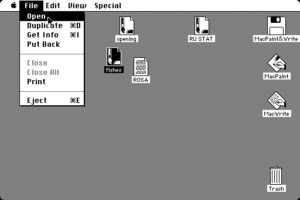 File Edit View Special
Open
Duplicate ⌘D
Get Info ⌘I
Put Back
Close
Close All
Print
Eject ⌘E
opening
RU STAT
MacPaint&Write
fishes
ROSA
MacPaint
MacWrite
Trash